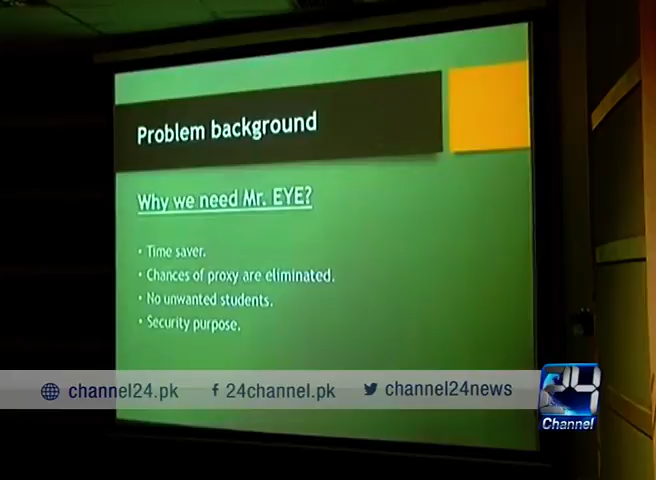 Problem background
Why we need Mr. EYE?
• Time saver.
• Chances of proxy are eliminated.
• No unwanted students.
• Security purpose.
channel24.pk
24channel.pk
channel24news
24
Channel